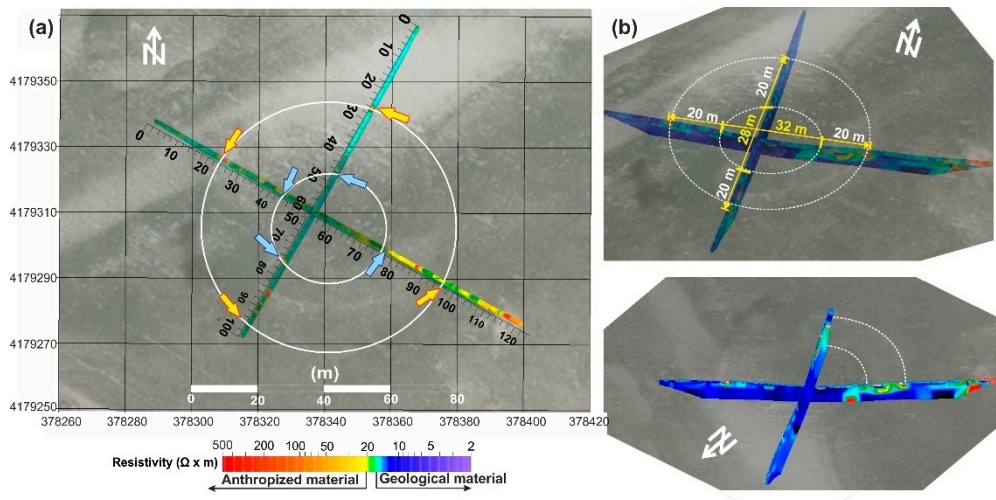 (a)
N
4179350
4179330
4179310
4179292
4179272
4179250
0
10
20
30
40
50
60
70
80
90
100
0
10
20
30
40
50
60
70
80
90
100
110
120
(m)
0 20 40 60 80
378260 378280 378300 378320 378340 378360 378380 378400 378420
(b)
N
20 m
20 m
32 m
20 m
28 m
20 m
N
500 200 100 50 20 10 5 2
Resistivity (Ω x m)
Anthropized material
Geological material